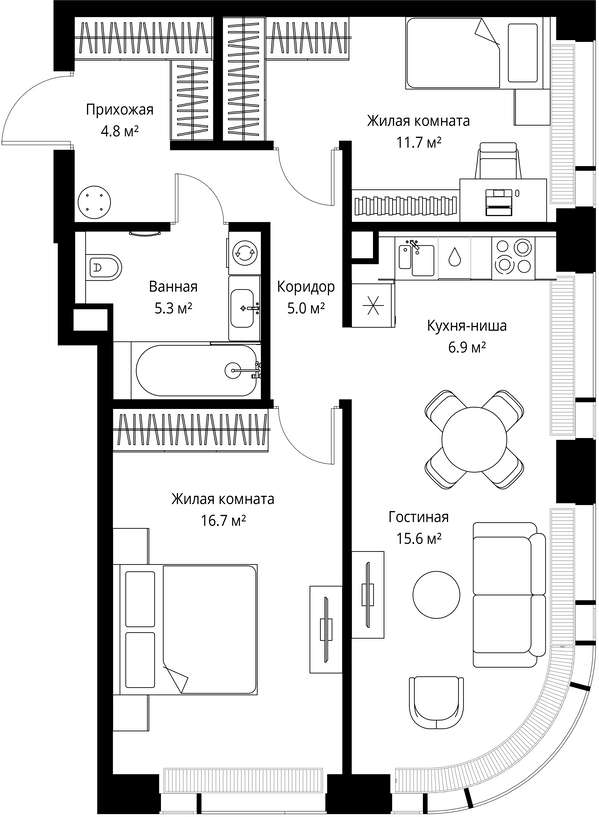 Прихожая
4.8 м²
Жилая комната
11.7 м²
Ванная
5.3 м²
Коридор
5.0 м²
Кухня-ниша
6.9 м²
Жилая комната
16.7 м²
Гостиная
15.6 м²